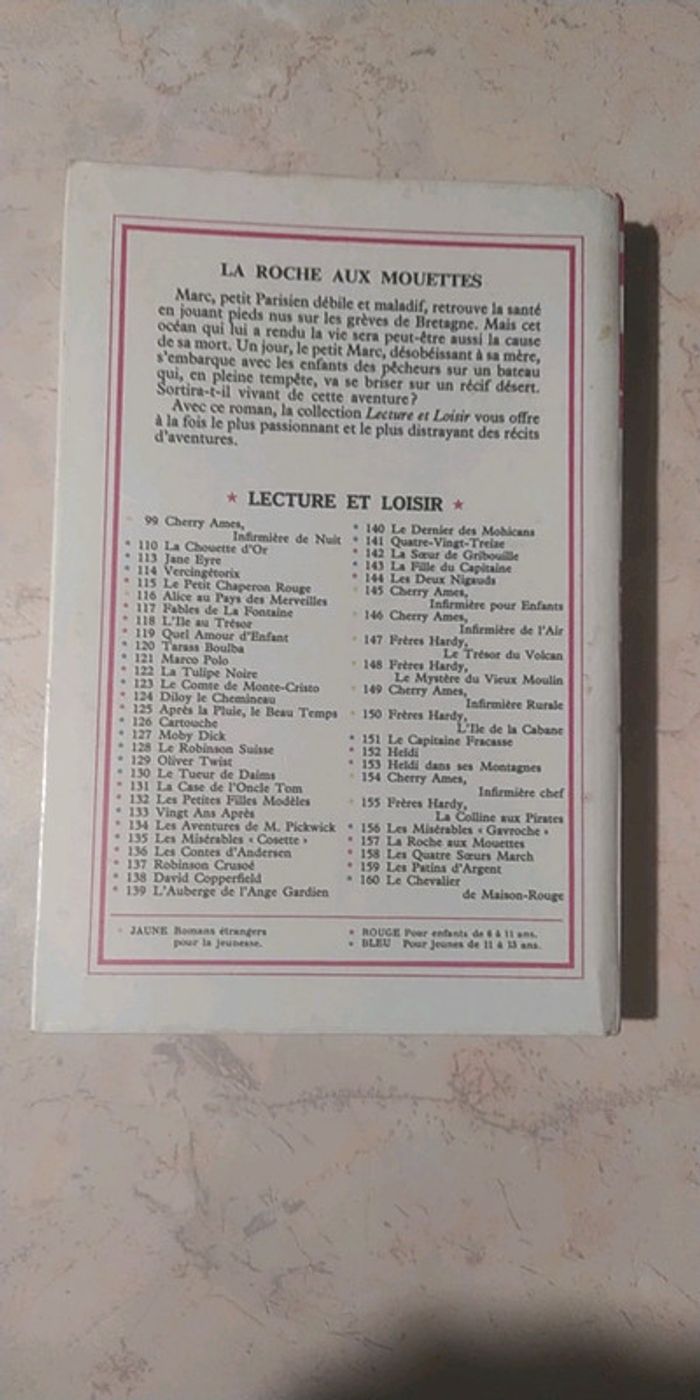 LA ROCHE AUX MOUETTES
Marc, petit Parisien débile et maladif, retrouve la santé
en jouant pieds nus sur les grèves de Bretagne. Mais cet
océan qui lui a rendu la vie sera peut-être aussi la cause
de sa mort. Un jour, le petit Marc, désobéissant à sa mère,
s'embarque avec les enfants des pêcheurs sur un bateau
qui, en pleine tempête, va se briser sur un récif désert.
Sortira-t-il vivant de cette aventure?
Avec ce roman, la collection Lecture et Loisir vous offre
à la fois le plus passionnant et le plus distrayant des récits
d'aventures.
★ LECTURE ET LOISIR ★
* 99 Cherry Ames,
Infirmière de Nuit
* 110 La Chouette d'Or
* 113 Jane Eyre
* 114 Vercingétorix
* 115 Le Petit Chaperon Rouge
* 116 Alice au Pays des Merveilles
* 117 Fables de La Fontaine
* 118 L'Ile au Trésor
* 119 Quel Amour d'Enfant
* 120 Tarass Boulba
* 121 Marco Polo
* 122 La Tulipe Noire
* 123 Le Comte de Monte-Cristo
* 124 Diloy le Chemineau
* 125 Après la Pluie, le Beau Temps
* 126 Cartouche
* 127 Moby Dick
* 128 Le Robinson Suisse
* 129 Oliver Twist
* 130 Le Tueur de Daims
* 131 La Case de l'Oncle Tom
* 132 Les Petites Filles Modèles
* 133 Vingt Ans Après
* 134 Les Aventures de M. Pickwick
* 135 Les Misérables « Cosette »
* 136 Les Contes d'Andersen
* 137 Robinson Crusoé
* 138 David Copperfield
* 139 L'Auberge de l'Ange Gardien
* 140 Le Dernier des Mohicans
* 141 Quatre-Vingt-Treize
* 142 La Sœur de Gribouille
* 143 La Fille du Capitaine
* 144 Les Deux Nigauds
* 145 Cherry Ames,
Infirmière pour Enfants
* 146 Cherry Ames,
Infirmière de l'Air
* 147 Frères Hardy,
Le Trésor du Volcan
* 148 Frères Hardy,
Le Mystère du Vieux Moulin
* 149 Cherry Ames,
Infirmière Rurale
* 150 Frères Hardy,
L'Ile de la Cabane
* 151 Le Capitaine Fracasse
* 152 Heidi
* 153 Heidi dans ses Montagnes
* 154 Cherry Ames,
Infirmière chef
* 155 Frères Hardy,
La Colline aux Pirates
* 156 Les Misérables « Gavroche »
* 157 La Roche aux Mouettes
* 158 Les Quatre Sœurs March
* 159 Les Patins d'Argent
* 160 Le Chevalier
de Maison-Rouge
* JAUNE Romans étrangers
pour la jeunesse.
* ROUGE Pour enfants de 6 à 11 ans.
* BLEU Pour jeunes de 11 à 15 ans.